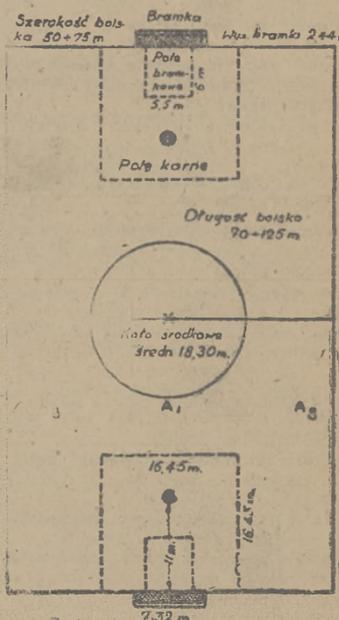 Bramka
Szerokość bois-
ka 50÷75 m
Wys. bramki 2,44
Pole
bram-
kowe
5,5 m
Pole karne
Długość boiska
70÷125 m
Koło środkowe
średn 18,30 m.
A₁
A₃
16,45 m.
16,45 m.
11 m.
7,32 m